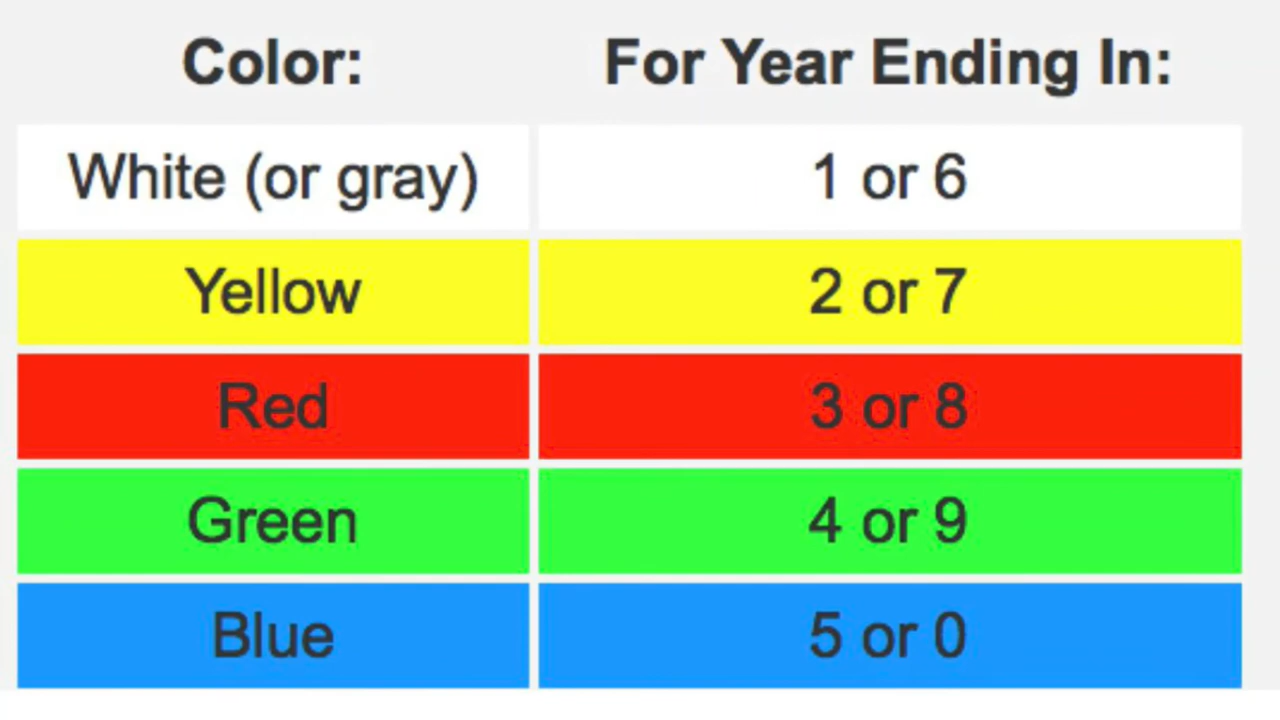 Color: For Year Ending In:
White (or gray) 1 or 6
Yellow 2 or 7
Red 3 or 8
Green 4 or 9
Blue 5 or 0